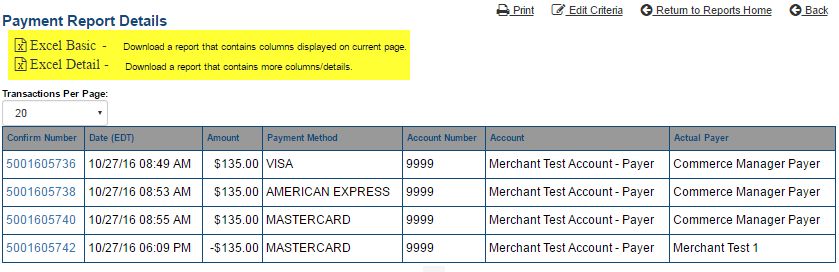 Print Edit Criteria Return to Reports Home Back
Payment Report Details
Excel Basic - Download a report that contains columns displayed on current page.
Excel Detail - Download a report that contains more columns/details.
Transactions Per Page:
20
Confirm Number Date (EDT) Amount Payment Method Account Number Account Actual Payer
5001605736 10/27/16 08:49 AM $135.00 VISA 9999 Merchant Test Account - Payer Commerce Manager Payer
5001605738 10/27/16 08:53 AM $135.00 AMERICAN EXPRESS 9999 Merchant Test Account - Payer Commerce Manager Payer
5001605740 10/27/16 08:55 AM $135.00 MASTERCARD 9999 Merchant Test Account - Payer Commerce Manager Payer
5001605742 10/27/16 06:09 PM -$135.00 MASTERCARD 9999 Merchant Test Account - Payer Merchant Test 1